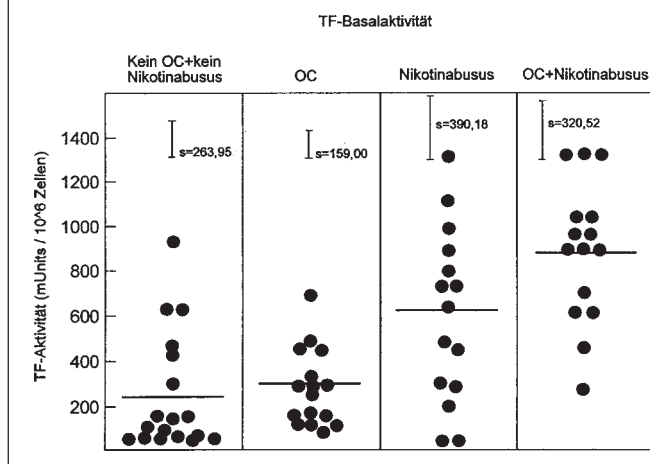 TF-Basalaktivität
Kein OC+kein
Nikotinabusus
OC
Nikotinabusus
OC+Nikotinabusus
TF-Aktivität (mUnits / 10^6 Zellen)
1400
1200
1000
800
600
400
200
s=263,95
s=159,00
s=390,18
s=320,52